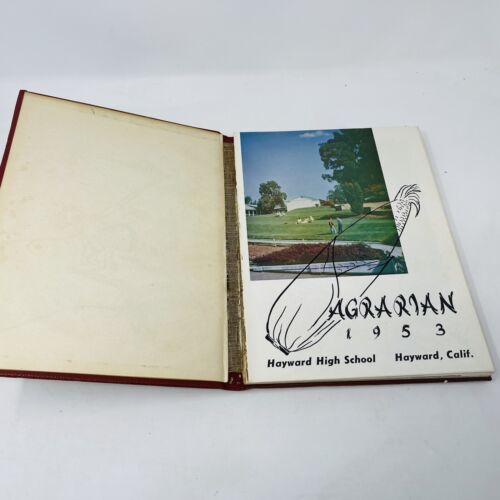 AGRARIAN
1953
Hayward High School Hayward, Calif.